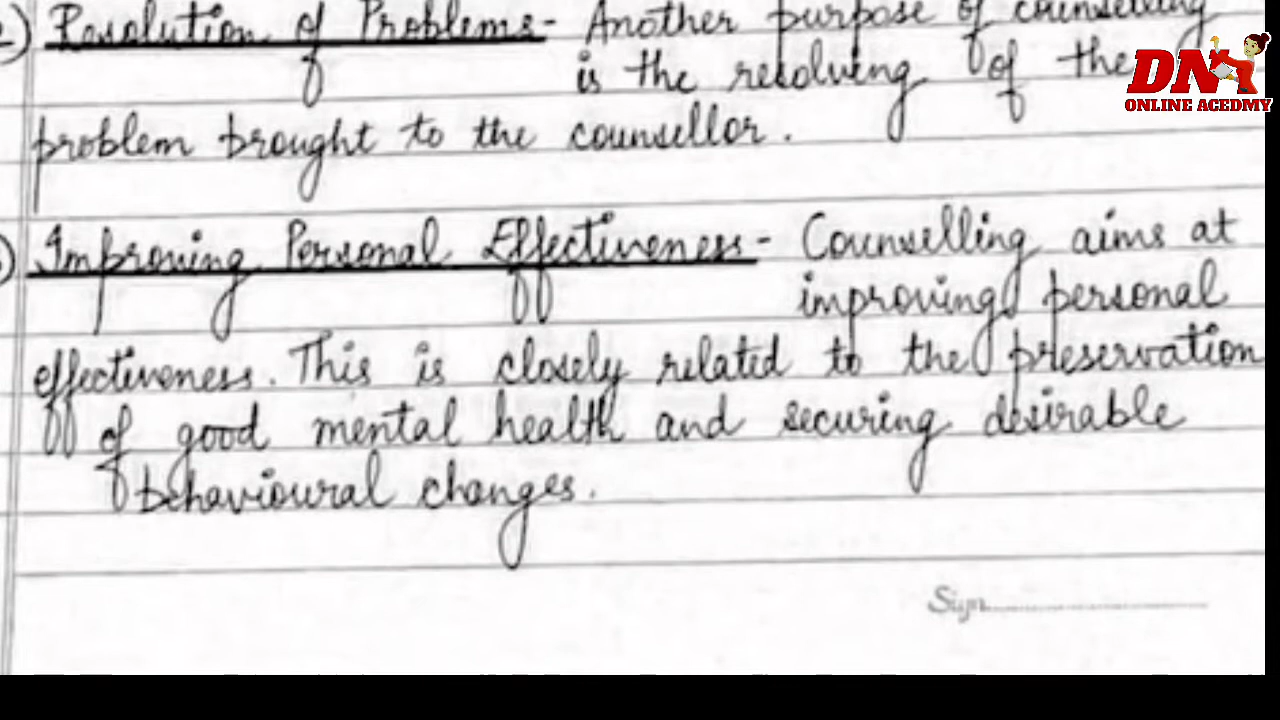 2) Resolution of Problems- Another purpose of counselling
is the resolving of the
problem brought to the counsellor.
Improving Personal Effectiveness- Counselling aims at
improving personal
effectiveness. This is closely related to the preservation
of good mental health and securing desirable
behavioural changes.
Sign
DN
ONLINE ACEDMY